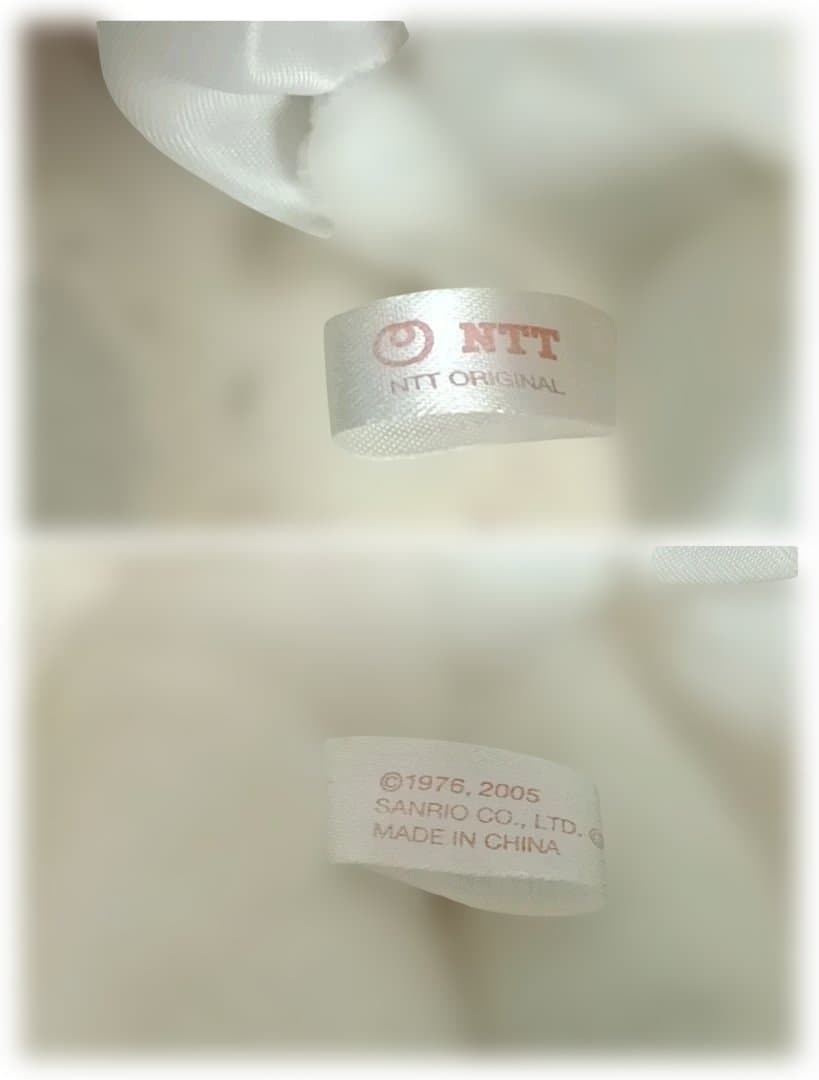 NTT
NTT ORIGINAL
©1976, 2005
SANRIO CO., LTD. ©
MADE IN CHINA